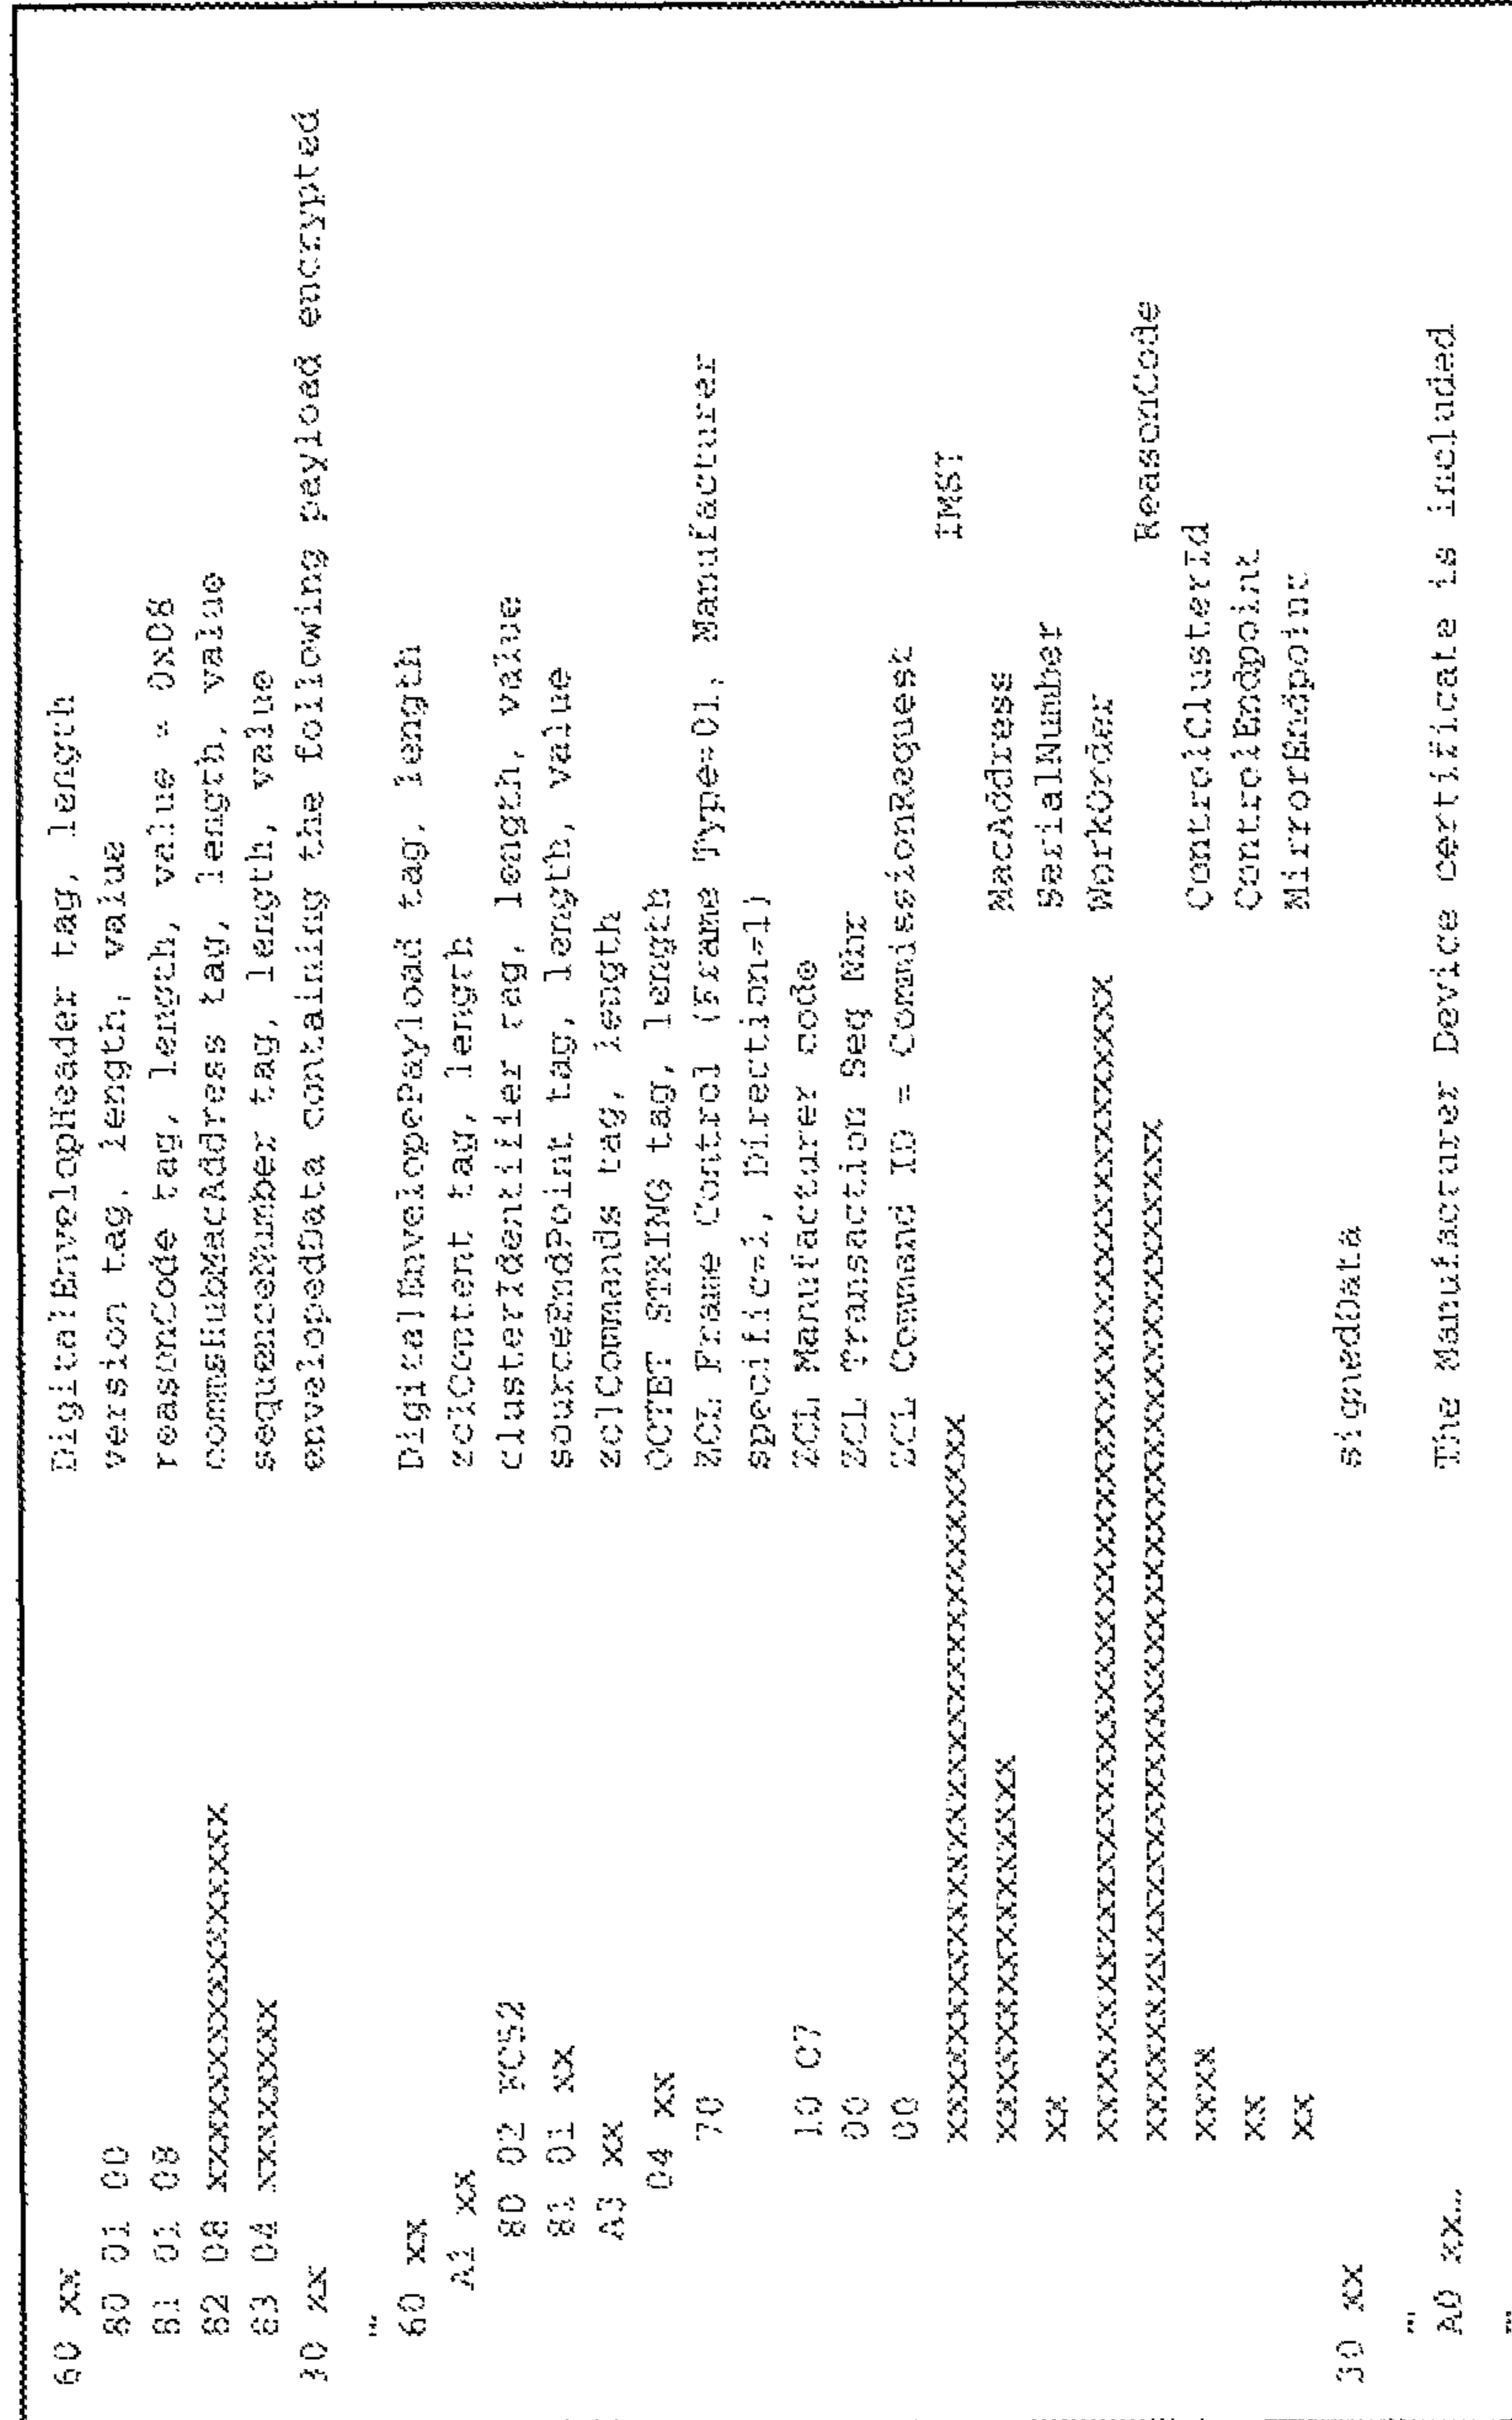 60 xx DigitalEnvelopHeader tag, length
80 01 00 version tag, length, value
81 01 08 reasonCode tag, length, value = 0x08
82 08 xxxxxxxxxxxxxxxx commsHubMacAddress tag, length, value
83 04 xxxxxxxx sequenceNumber tag, length, value
30 xx envelopedData containing the following payload encrypted
…
60 xx DigitalEnvelopePayload tag, length
A1 xx zclContent tag, length
80 02 FC52 clusterIdentifier tag, length, value
81 01 xx sourceEndPoint tag, length, value
A3 xx zclCommands tag, length
04 xx OCTET STRING tag, length
70 ZCL Frame Control (Frame Type=01, Manufacturer
specific=1, Direction=1)
10 C7 ZCL Manufacturer code
00 ZCL Transaction Seq Nbr
00 ZCL Command ID = CommissionRequest
IMSI
xxxxxxxxxxxxxxxx MacAddress
xx SerialNumber
WorkOrder
ReasonCode
xxxx ControlClusterId
xx ControlEndpoint
xx MirrorEndpoint
30 xx signedData
…
A0 xx… The Manufacturer Device certificate is included
…